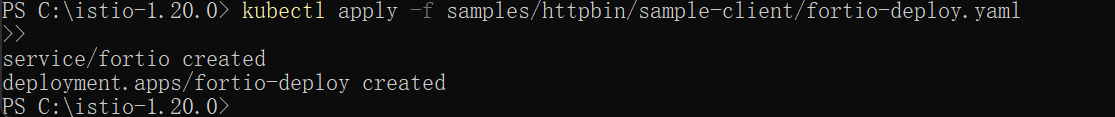 PS C:\istio-1.20.0> kubectl apply -f samples/httpbin/sample-client/fortio-deploy.yaml
>>
service/fortio created
deployment.apps/fortio-deploy created
PS C:\istio-1.20.0>